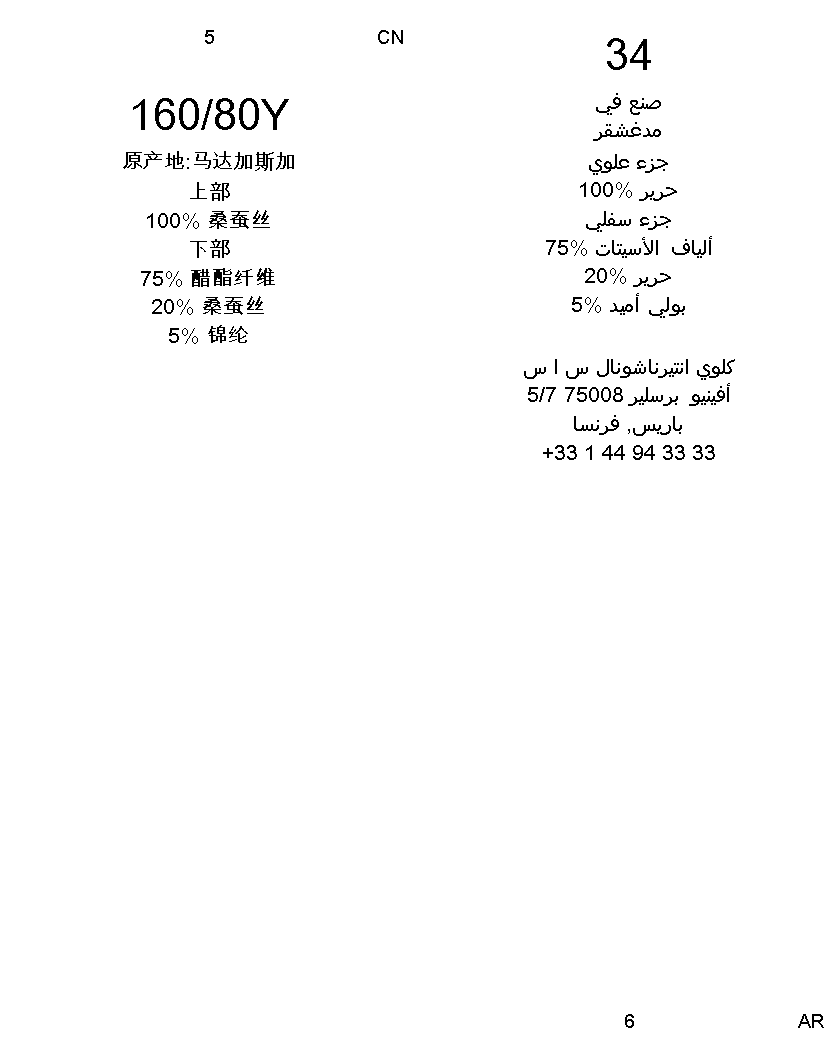 5
CN
160/80Y
原产地:马达加斯加
上部
100% 桑蚕丝
下部
75% 醋酯纤维
20% 桑蚕丝
5% 锦纶
34
صنع في
مدغشقر
جزء علوي
100% حرير
جزء سفلي
75% ألياف الأسيتات
20% حرير
5% بولي أميد
كلوي انتيرناشونال س ا س
5/7 أفينيو برسلير 75008
باريس, فرنسا
+33 1 44 94 33 33
6
AR